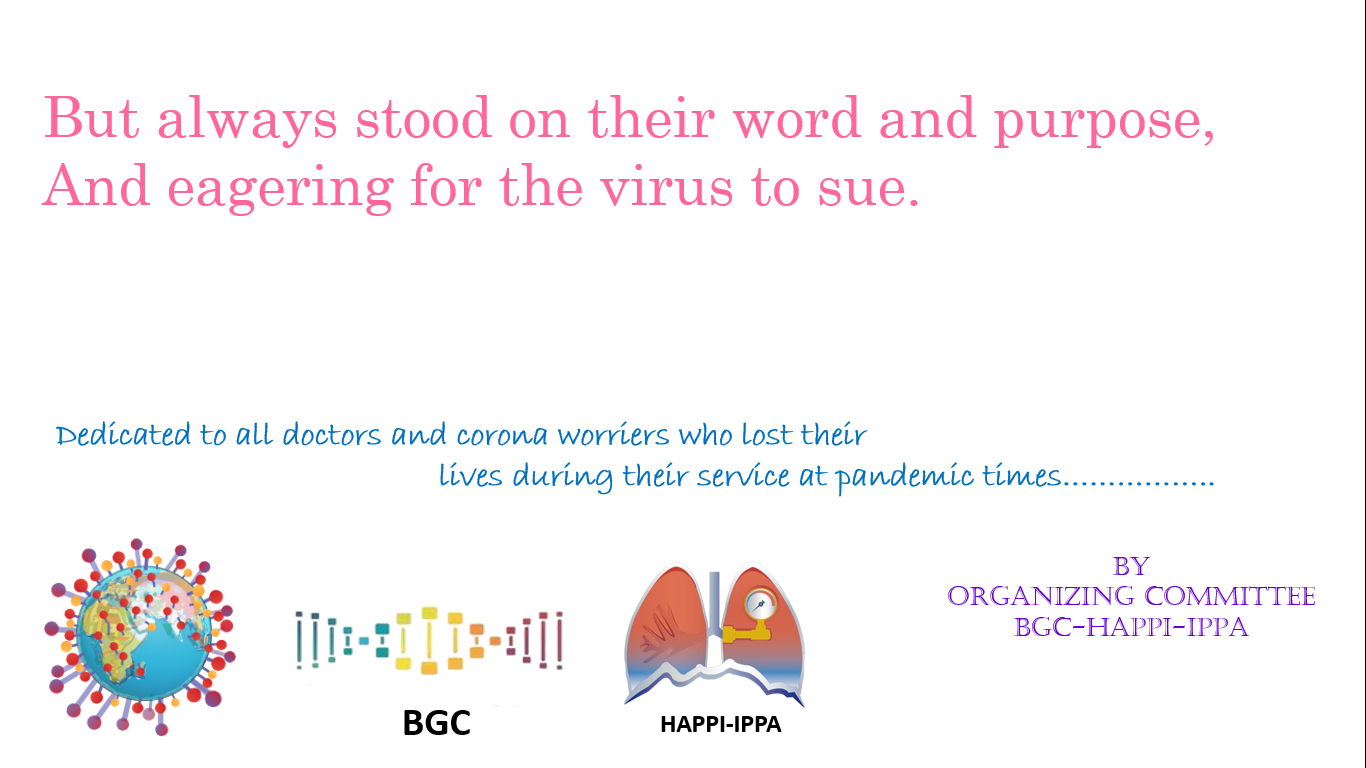 But always stood on their word and purpose,
And eagering for the virus to sue.
Dedicated to all doctors and corona worriers who lost their
lives during their service at pandemic times.................
BY
ORGANIZING COMMITTEE
BGC-HAPPI-IPPA
BGC
HAPPI-IPPA